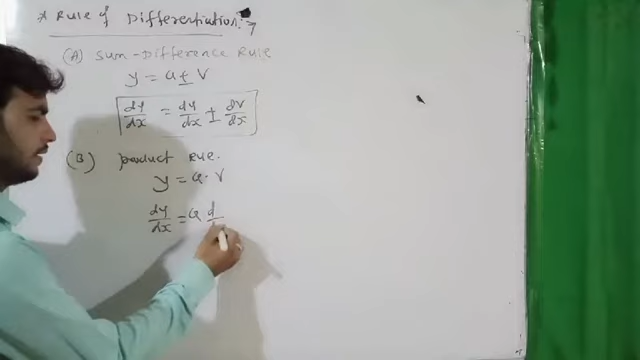 * Rule of Differentiation:-
(A) Sum-Difference Rule
y = u ± v
dy/dx = du/dx ± dv/dx
(B) product rule.
y = u·v
dy/dx = u d